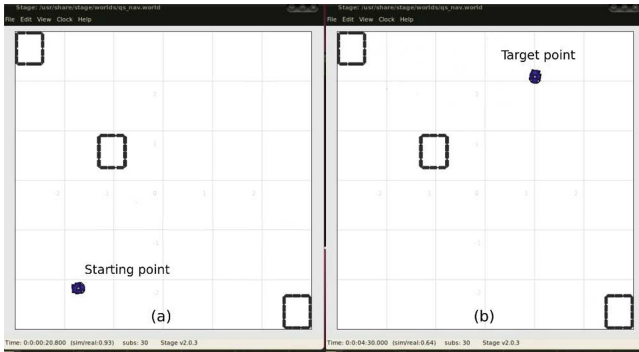 Stage: /usr/share/stage/worlds/qs_nav.world
File Edit View Clock Help
Starting point
(a)
Time: 0:0:00:20.800 (sim/real:0.93) subs: 30 Stage v2.0.3
Stage: /usr/share/stage/worlds/qs_nav.world
File Edit View Clock Help
Target point
(b)
Time: 0:0:04:30.000 (sim/real:0.64) subs: 30 Stage v2.0.3